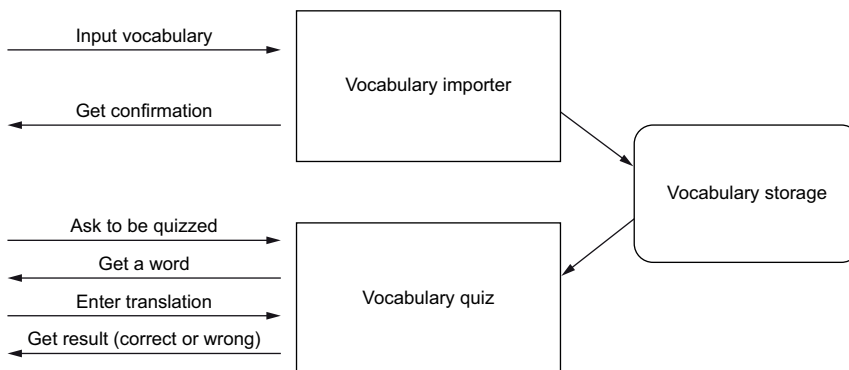 Input vocabulary
Vocabulary importer
Get confirmation
Vocabulary storage
Ask to be quizzed
Get a word
Vocabulary quiz
Enter translation
Get result (correct or wrong)